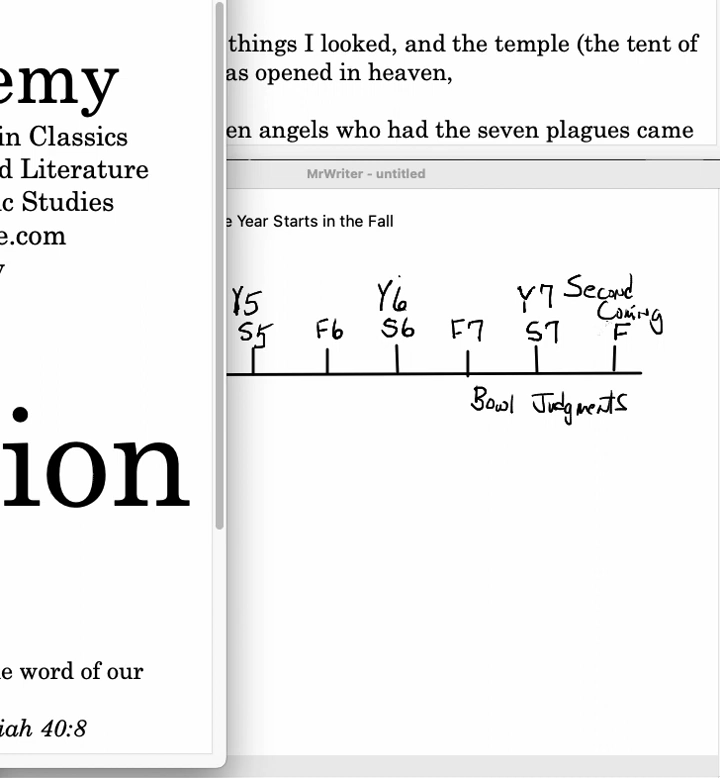 emy
in Classics
d Literature
ic Studies
e.com
y
ion
e word of our
iah 40:8
things I looked, and the temple (the tent of
as opened in heaven,
en angels who had the seven plagues came
MrWriter - untitled
e Year Starts in the Fall
Y5 Y6 Y7 Second
Coming
S5 F6 S6 F7 S7 F
Bowl Judgments